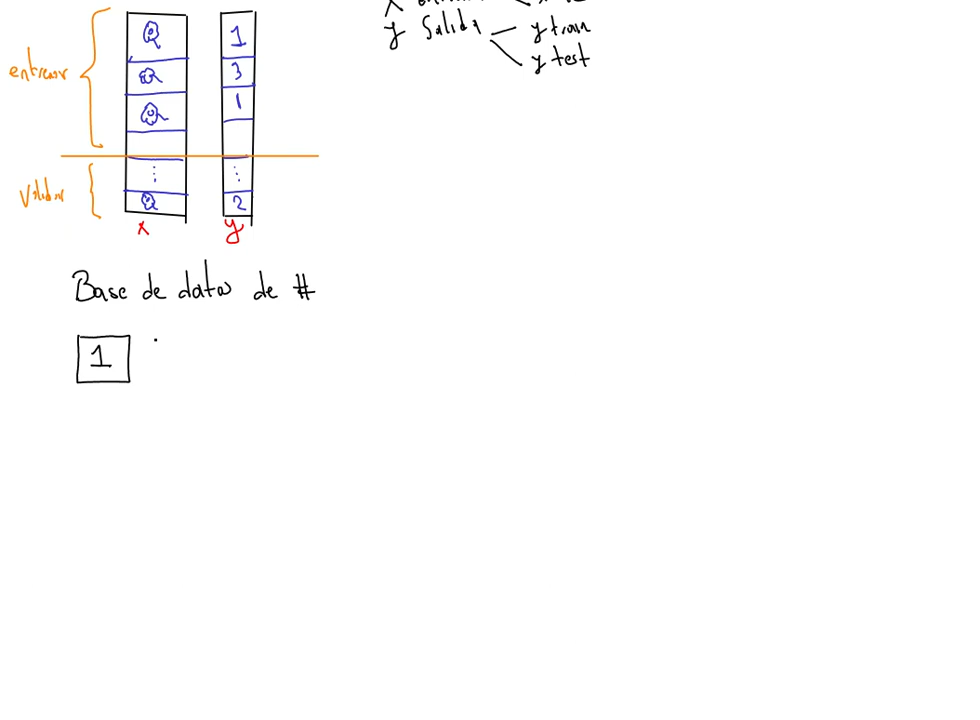 y Salida
y train
y test
entrenar
1
3
1
⋮ ⋮
Validar
2
x y
Base de datos de #
1